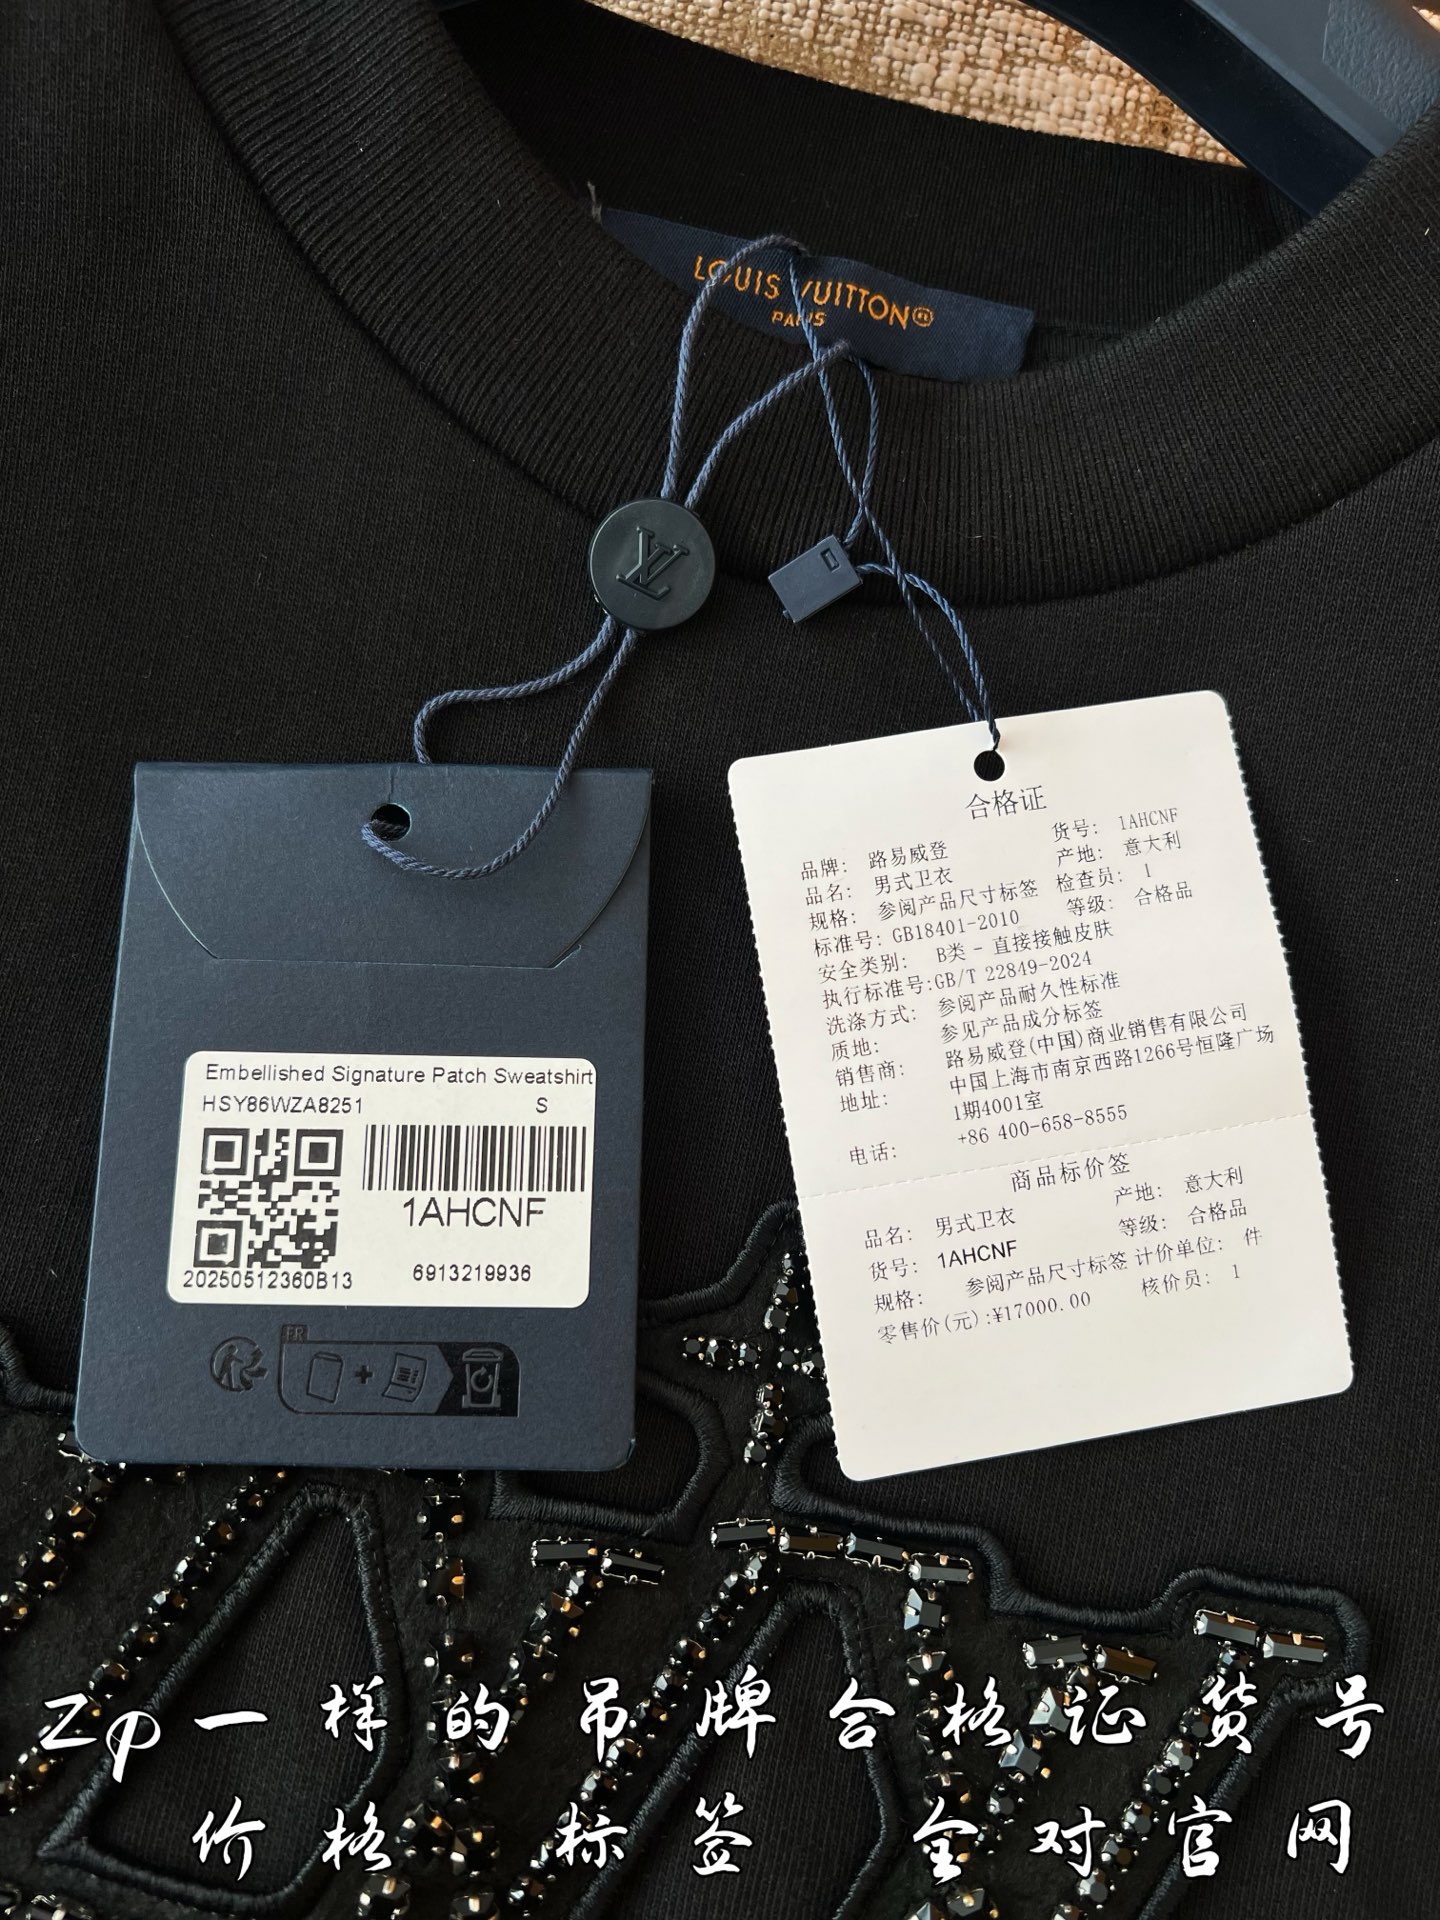 LOUIS VUITTON
PARIS
Embellished Signature Patch Sweatshirt
HSY86WZA8251 S
1AHCNF
20250512360B13 6913219936
FR
合格证
品牌: 路易威登 货号: 1AHCNF
品名: 男式卫衣 产地: 意大利
规格: 参阅产品尺寸标签 检查员: 1
标准号: GB18401-2010 等级: 合格品
安全类别: B类 - 直接接触皮肤
执行标准号:GB/T 22849-2024
洗涤方式: 参阅产品耐久性标准
质地: 参见产品成分标签
销售商: 路易威登(中国)商业销售有限公司
地址: 中国上海市南京西路1266号恒隆广场
1期4001室
电话: +86 400-658-8555
商品标价签
品名: 男式卫衣 产地: 意大利
货号: 1AHCNF 等级: 合格品
规格: 参阅产品尺寸标签 计价单位: 件
零售价(元):¥17000.00 核价员: 1
Zp一样的吊牌合格证货号
价格 标签 全对官网